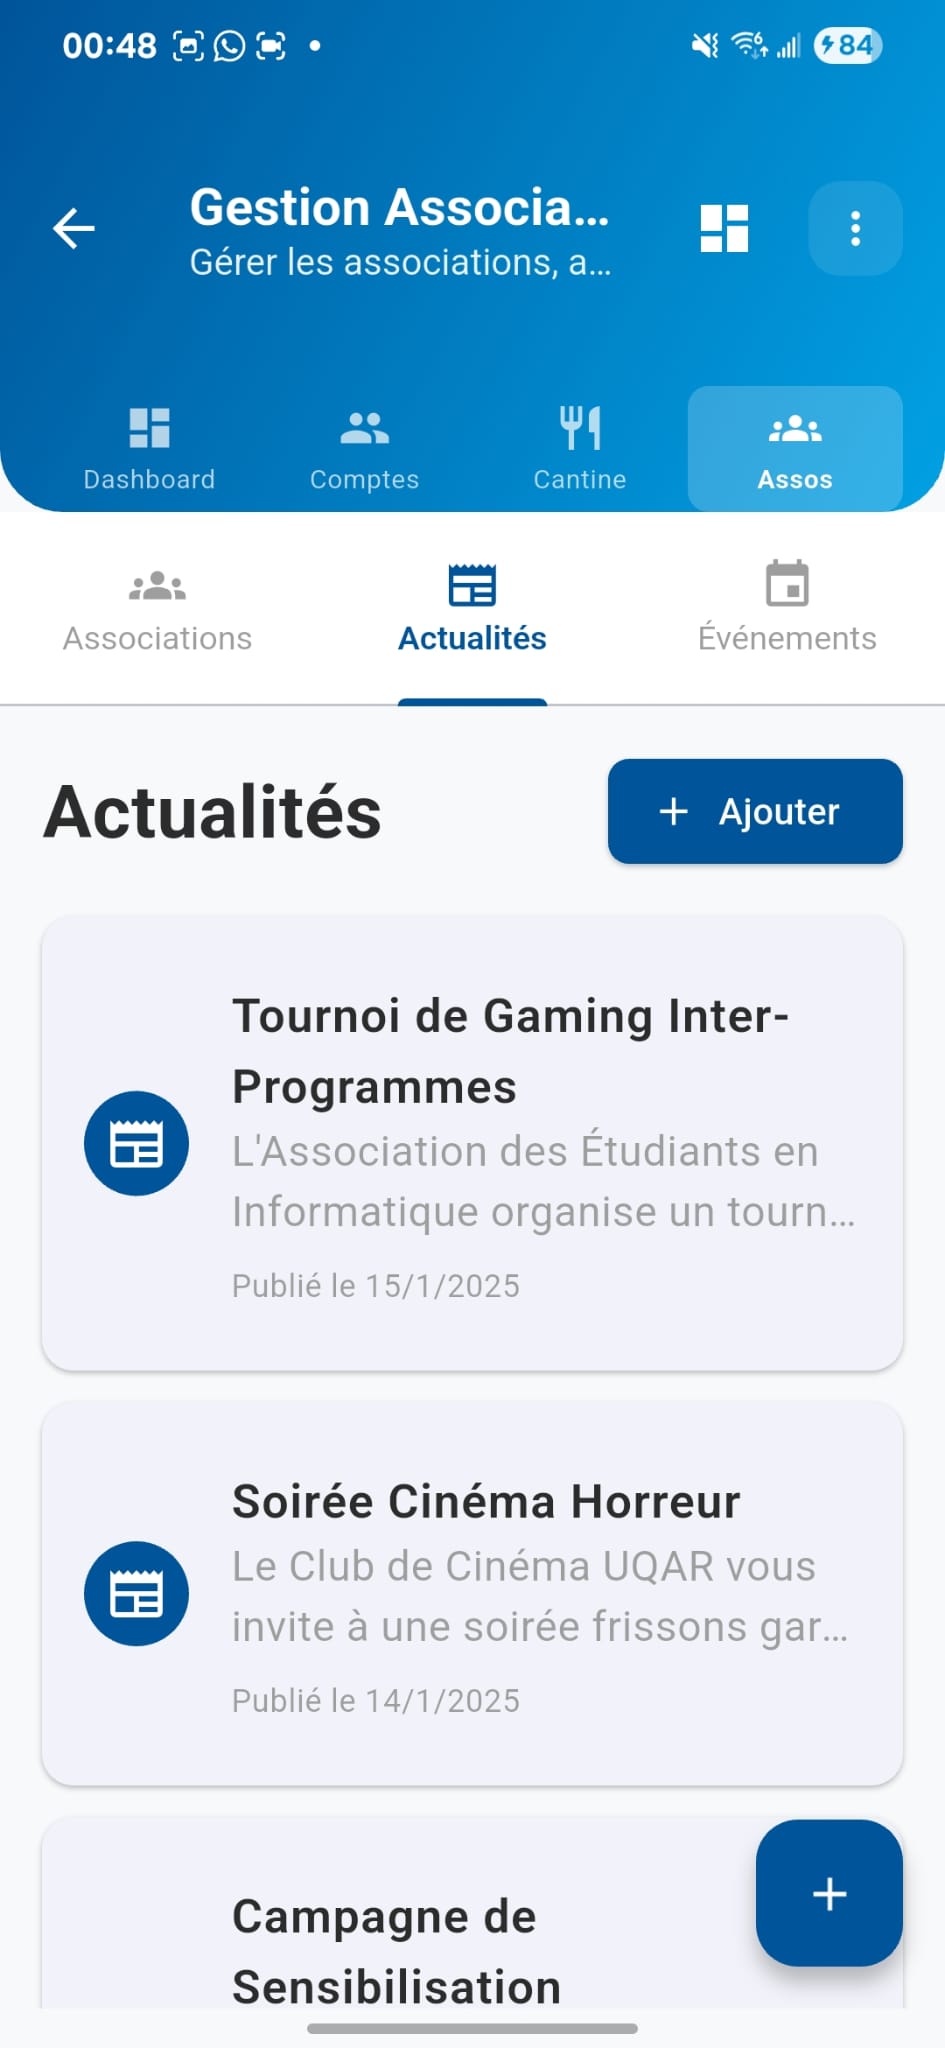 00:48
6
84
Gestion Associa...
Gérer les associations, a...
Dashboard
Comptes
Cantine
Assos
Associations
Actualités
Événements
Actualités
+ Ajouter
Tournoi de Gaming Inter-
Programmes
L'Association des Étudiants en
Informatique organise un tourn...
Publié le 15/1/2025
Soirée Cinéma Horreur
Le Club de Cinéma UQAR vous
invite à une soirée frissons gar...
Publié le 14/1/2025
Campagne de
Sensibilisation
+